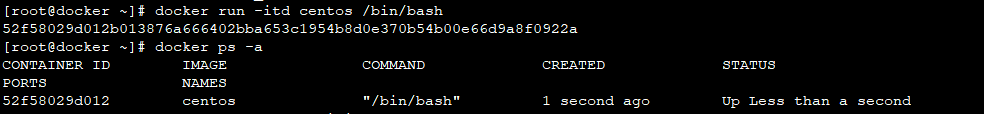 [root@docker ~]# docker run -itd centos /bin/bash
52f58029d012b013876a666402bba653c1954b8d0e370b54b00e66d9a8f0922a
[root@docker ~]# docker ps -a
CONTAINER ID        IMAGE               COMMAND             CREATED             STATUS
PORTS               NAMES
52f58029d012        centos              "/bin/bash"         1 second ago        Up Less than a second